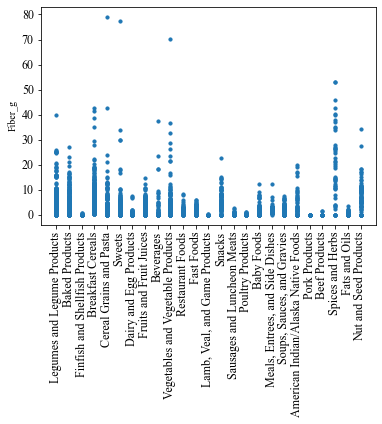 80
70
60
50
40
30
20
10
0
Fiber_g
Legumes and Legume Products
Baked Products
Finfish and Shellfish Products
Breakfast Cereals
Cereal Grains and Pasta
Sweets
Dairy and Egg Products
Fruits and Fruit Juices
Beverages
Vegetables and Vegetable Products
Restaurant Foods
Fast Foods
Lamb, Veal, and Game Products
Snacks
Sausages and Luncheon Meats
Poultry Products
Baby Foods
Meals, Entrees, and Side Dishes
Soups, Sauces, and Gravies
American Indian/Alaska Native Foods
Pork Products
Beef Products
Spices and Herbs
Fats and Oils
Nut and Seed Products